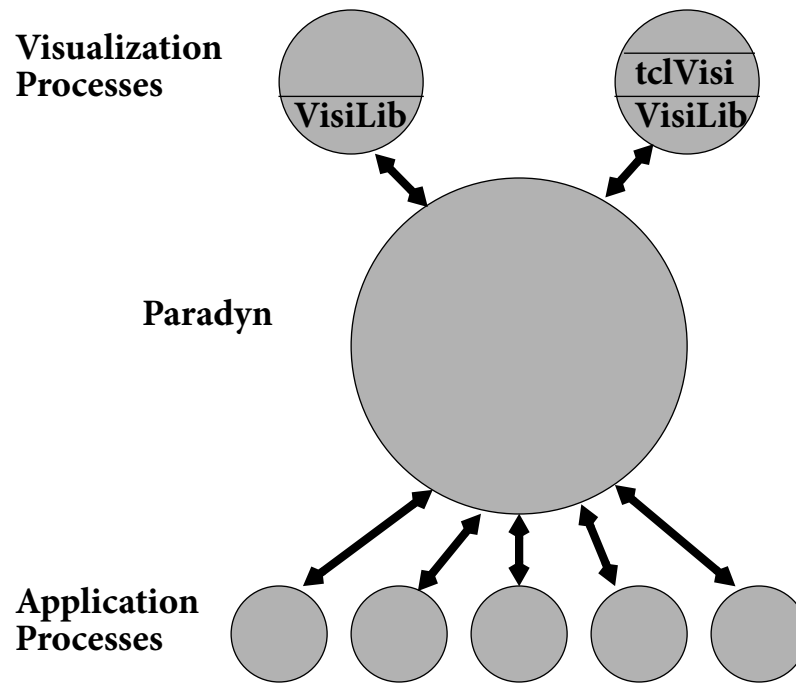 Visualization
Processes
VisiLib
tclVisi
VisiLib
Paradyn
Application
Processes